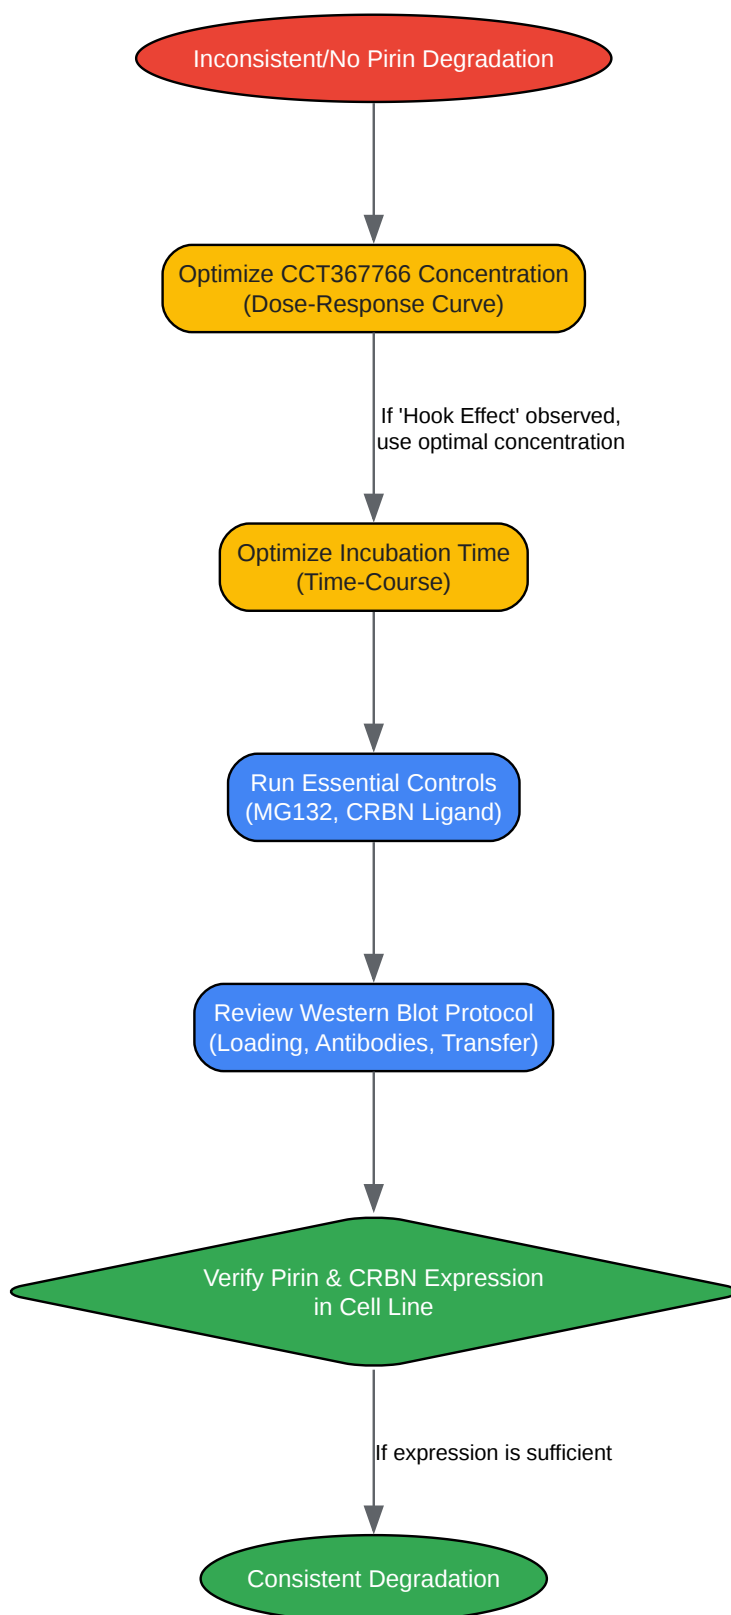 Inconsistent/No Pirin Degradation
Optimize CCT367766 Concentration
(Dose-Response Curve)
If 'Hook Effect' observed,
use optimal concentration
Optimize Incubation Time
(Time-Course)
Run Essential Controls
(MG132, CRBN Ligand)
Review Western Blot Protocol
(Loading, Antibodies, Transfer)
Verify Pirin & CRBN Expression
in Cell Line
If expression is sufficient
Consistent Degradation